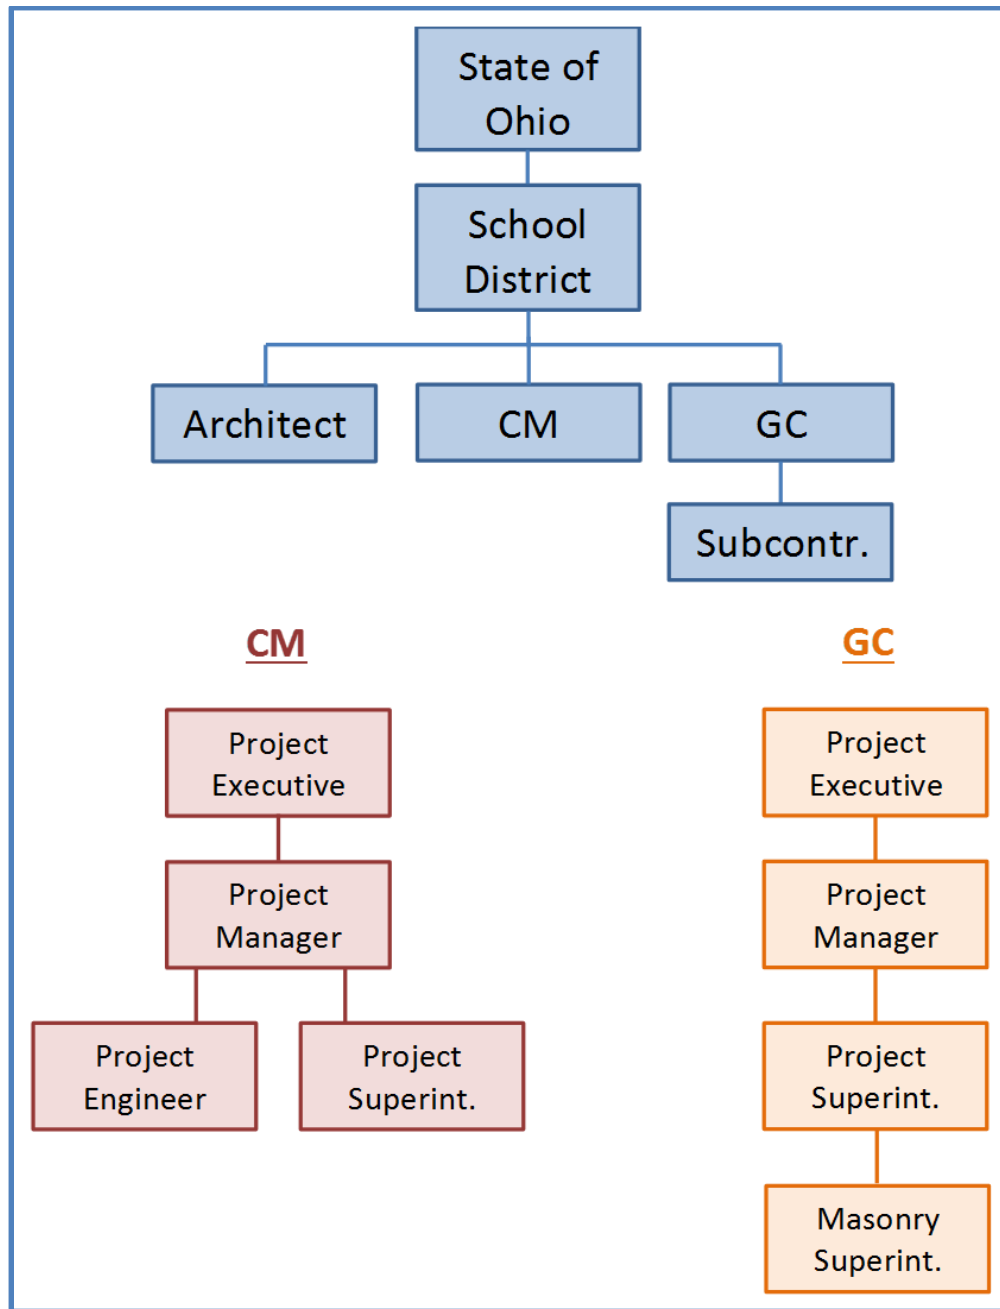 State of
Ohio
School
District
Architect
CM
GC
Subcontr.
CM
GC
Project
Executive
Project
Manager
Project
Engineer
Project
Superint.
Project
Executive
Project
Manager
Project
Superint.
Masonry
Superint.